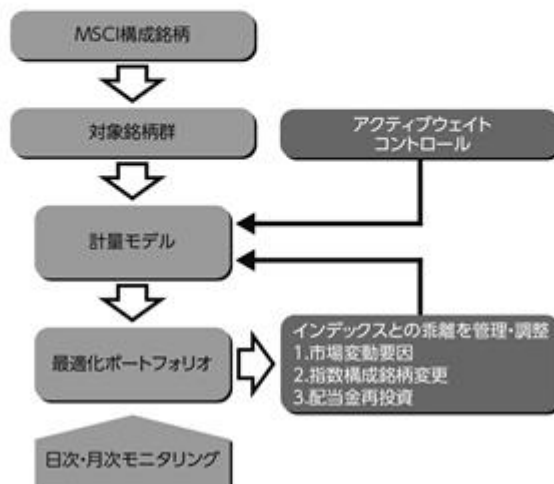 MSCI構成銘柄
対象銘柄群
アクティブウェイト
コントロール
計量モデル
最適化ポートフォリオ
インデックスとの乖離を管理・調整
1.市場変動要因
2.指数構成銘柄変更
3.配当金再投資
日次・月次モニタリング